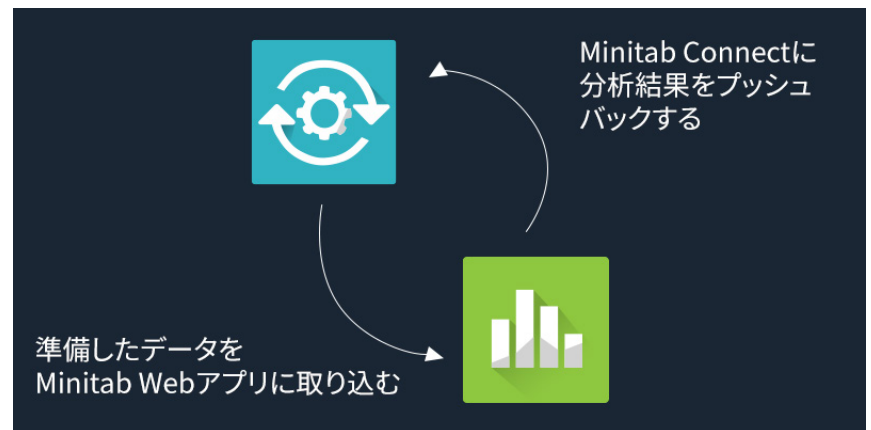 Minitab Connectに
分析結果をプッシュ
バックする
準備したデータを
Minitab Webアプリに取り込む